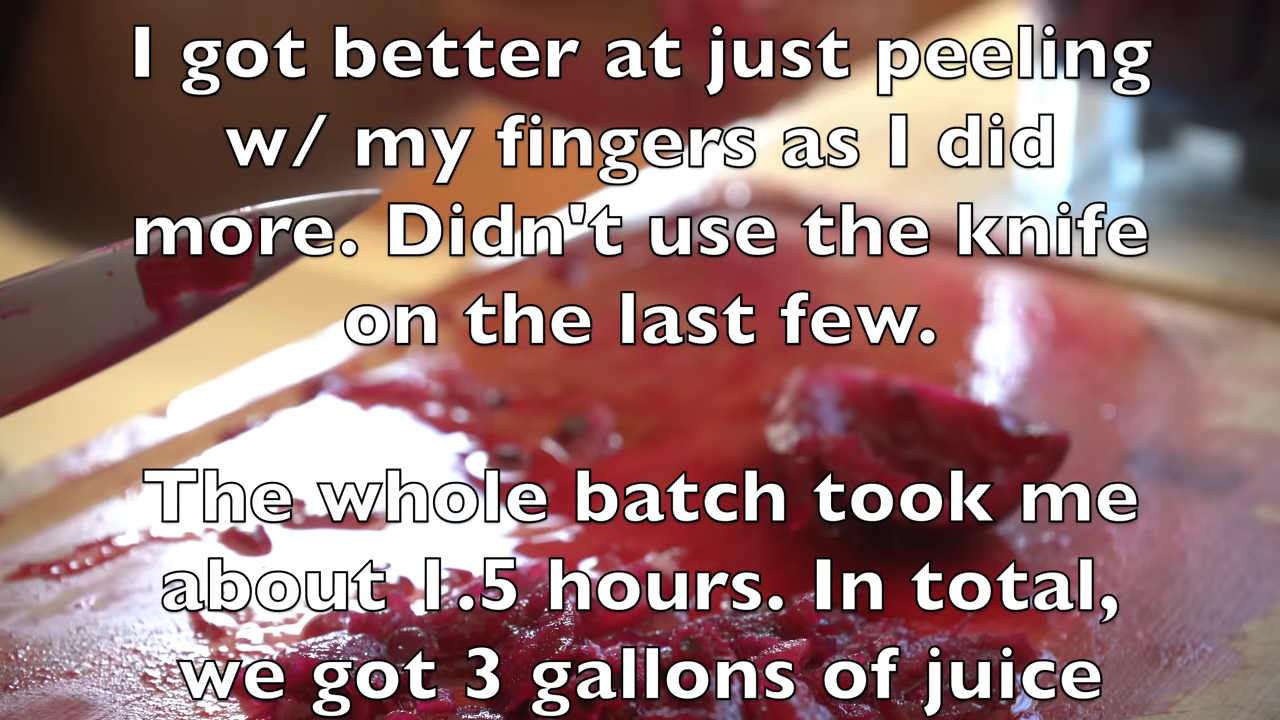 I got better at just peeling
w/ my fingers as I did
more. Didn't use the knife
on the last few.
The whole batch took me
about 1.5 hours. In total,
we got 3 gallons of juice